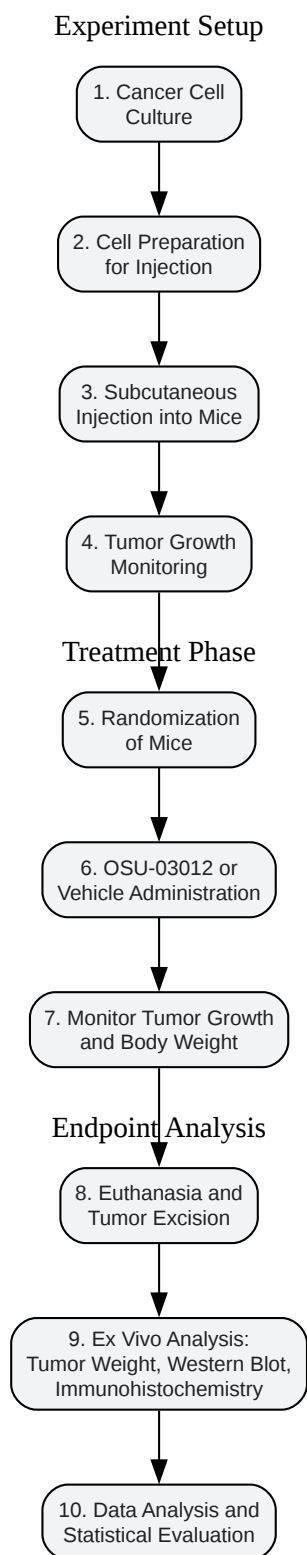 Experiment Setup
1. Cancer Cell
Culture
2. Cell Preparation
for Injection
3. Subcutaneous
Injection into Mice
4. Tumor Growth
Monitoring
Treatment Phase
5. Randomization
of Mice
6. OSU-03012 or
Vehicle Administration
7. Monitor Tumor Growth
and Body Weight
Endpoint Analysis
8. Euthanasia and
Tumor Excision
9. Ex Vivo Analysis:
Tumor Weight, Western Blot,
Immunohistochemistry
10. Data Analysis and
Statistical Evaluation